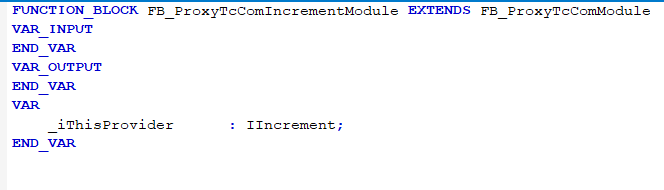 FUNCTION_BLOCK FB_ProxyTcComIncrementModule EXTENDS FB_ProxyTcComModule
VAR_INPUT
END_VAR
VAR_OUTPUT
END_VAR
VAR
    _iThisProvider      : IIncrement;
END_VAR